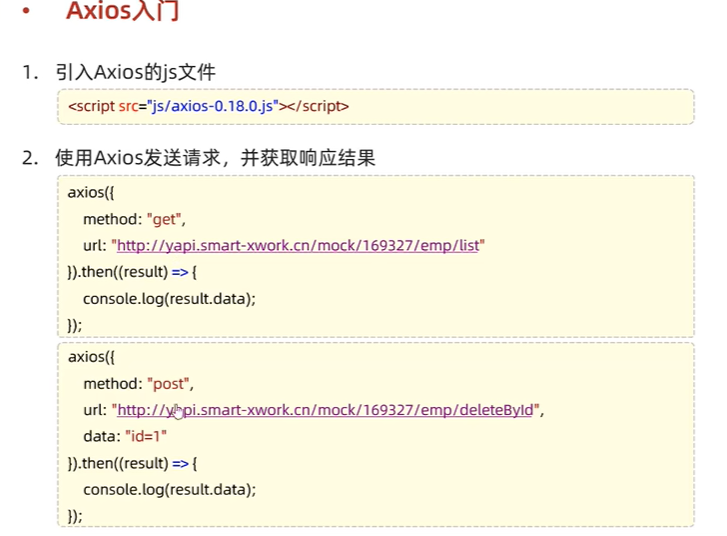 • Axios入门
1. 引入Axios的js文件
<script src="js/axios-0.18.0.js"></script>
2. 使用Axios发送请求，并获取响应结果
axios({
method: "get",
url: "http://yapi.smart-xwork.cn/mock/169327/emp/list"
}).then((result) => {
console.log(result.data);
});
axios({
method: "post",
url: "http://yapi.smart-xwork.cn/mock/169327/emp/deleteById",
data: "id=1"
}).then((result) => {
console.log(result.data);
});